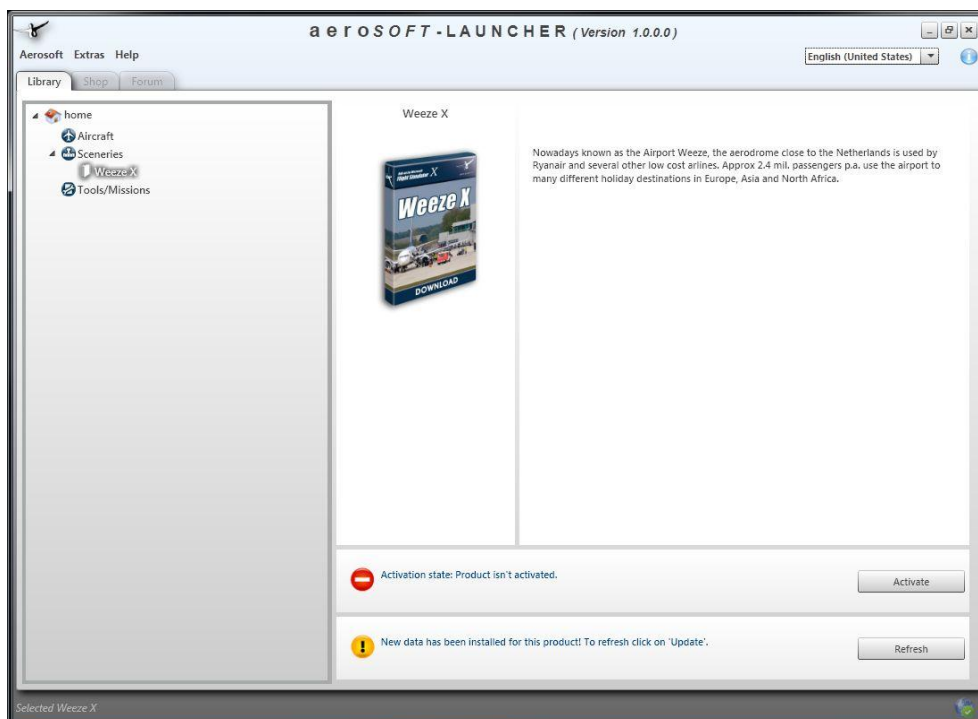 aeroSOFT-LAUNCHER (Version 1.0.0.0)
Aerosoft Extras Help
English (United States)
Library Shop Forum
home
Aircraft
Sceneries
Weeze X
Tools/Missions
Weeze X
Flight Simulator X
Weeze X
DOWNLOAD
Nowadays known as the Airport Weeze, the aerodrome close to the Netherlands is used by
Ryanair and several other low cost arlines. Approx 2.4 mil. passengers p.a. use the airport to
many different holiday destinations in Europe, Asia and North Africa.
Activation state: Product isn't activated.
Activate
New data has been installed for this product! To refresh click on 'Update'.
Refresh
Selected Weeze X